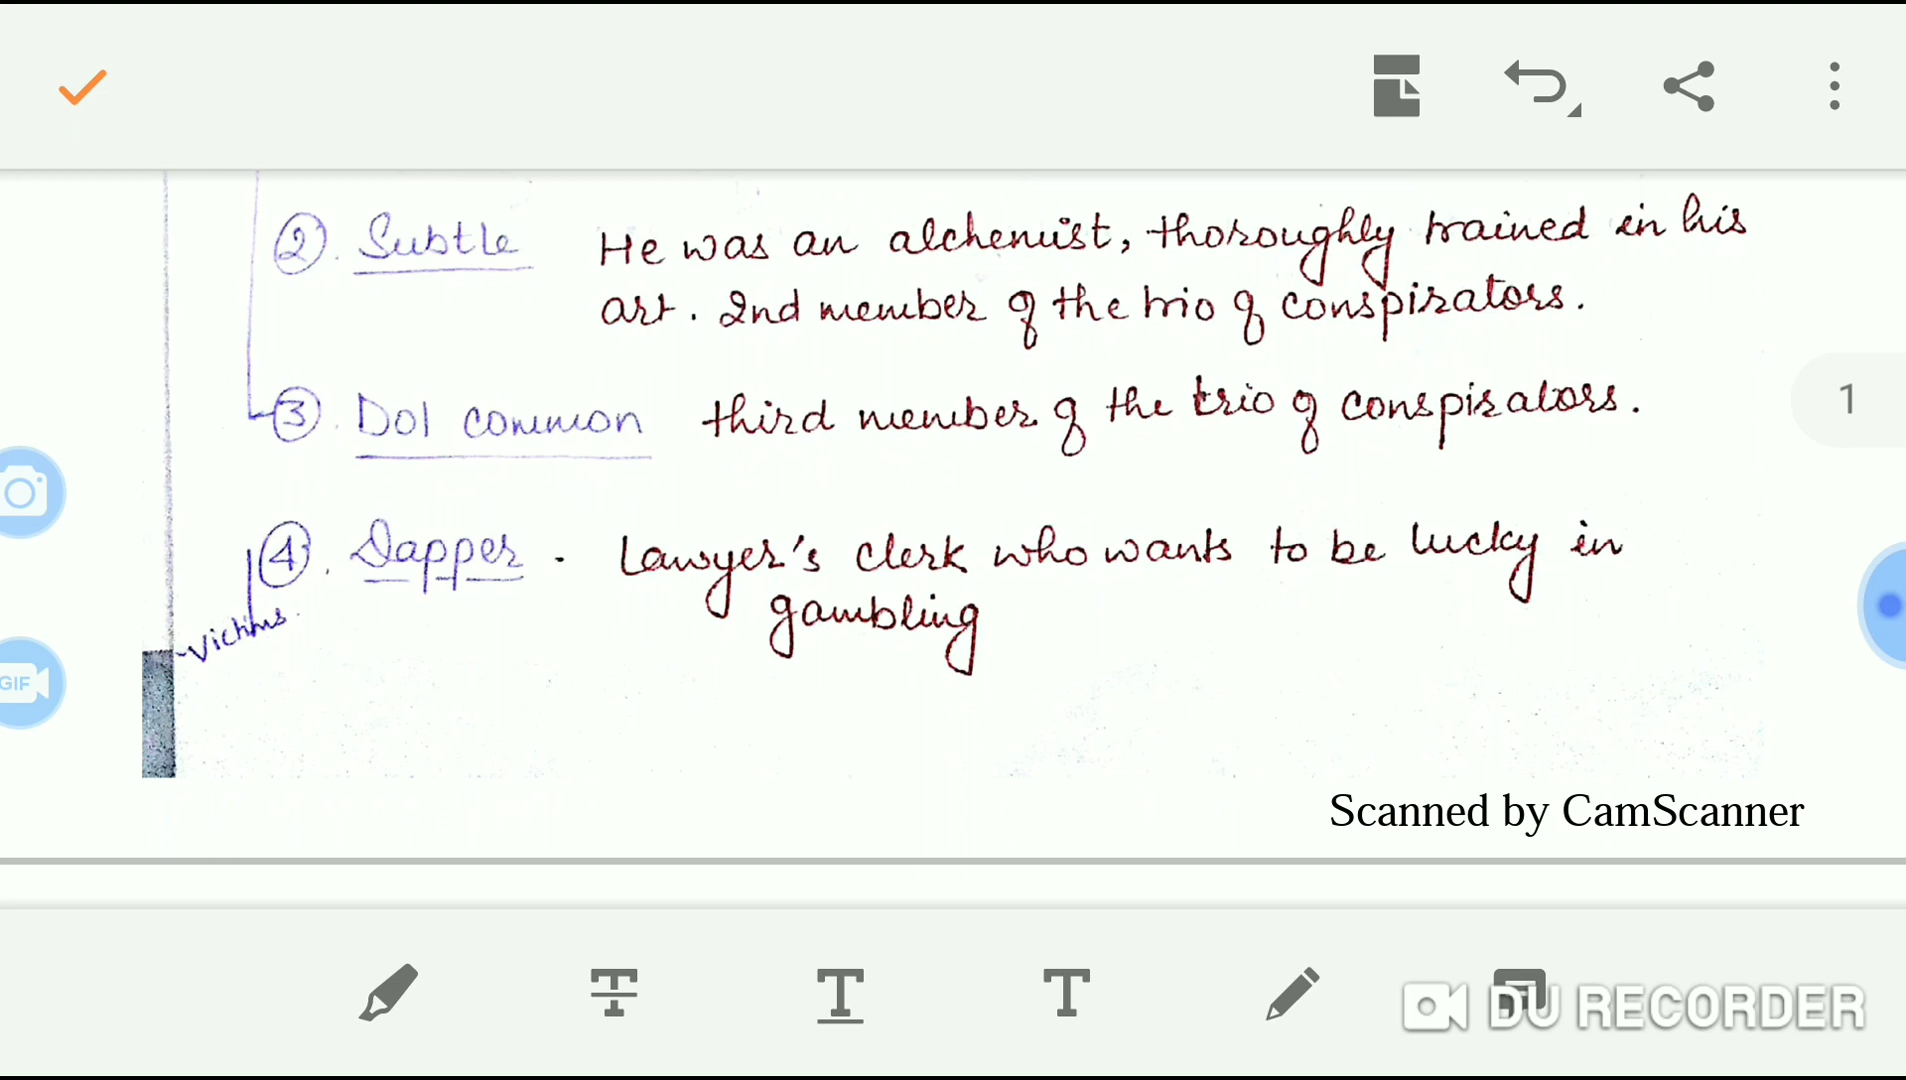 ② Subtle He was an alchemist, thoroughly trained in his
art. 2nd member of the trio of conspirators.
③ Dol common third member of the trio of conspirators.
④. Dapper - Lawyer's clerk who wants to be lucky in
gambling
Victims.
1
GIF
Scanned by CamScanner
DU RECORDER